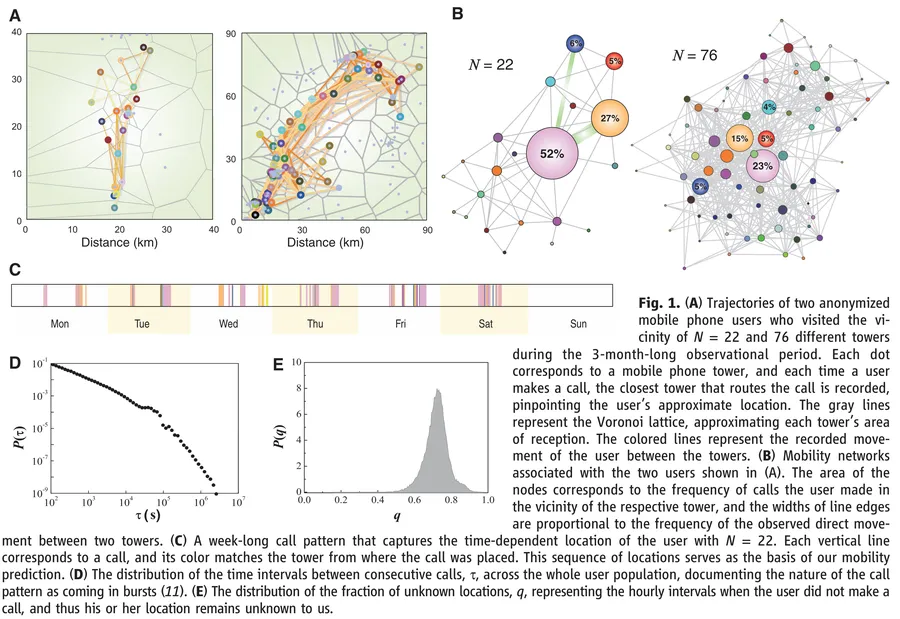 A
40
30
20
10
0
0 10 20 30 40
Distance (km)
90
60
30
0
0 30 60 90
Distance (km)
B
N = 22
6%
5%
27%
52%
N = 76
4%
15%
5%
23%
5%
C
Mon Tue Wed Thu Fri Sat Sun
D
P(τ)
10-1
10-3
10-5
10-7
10-9
102 103 104 105 106 107
τ (s)
E
P(q)
10
8
6
4
2
0
0.0 0.2 0.4 0.6 0.8 1.0
q
Fig. 1. (A) Trajectories of two anonymized
mobile phone users who visited the vi-
cinity of N = 22 and 76 different towers
during the 3-month-long observational period. Each dot
corresponds to a mobile phone tower, and each time a user
makes a call, the closest tower that routes the call is recorded,
pinpointing the user's approximate location. The gray lines
represent the Voronoi lattice, approximating each tower's area
of reception. The colored lines represent the recorded move-
ment of the user between the towers. (B) Mobility networks
associated with the two users shown in (A). The area of the
nodes corresponds to the frequency of calls the user made in
the vicinity of the respective tower, and the widths of line edges
are proportional to the frequency of the observed direct move-
ment between two towers. (C) A week-long call pattern that captures the time-dependent location of the user with N = 22. Each vertical line
corresponds to a call, and its color matches the tower from where the call was placed. This sequence of locations serves as the basis of our mobility
prediction. (D) The distribution of the time intervals between consecutive calls, τ, across the whole user population, documenting the nature of the call
pattern as coming in bursts (11). (E) The distribution of the fraction of unknown locations, q, representing the hourly intervals when the user did not make a
call, and thus his or her location remains unknown to us.